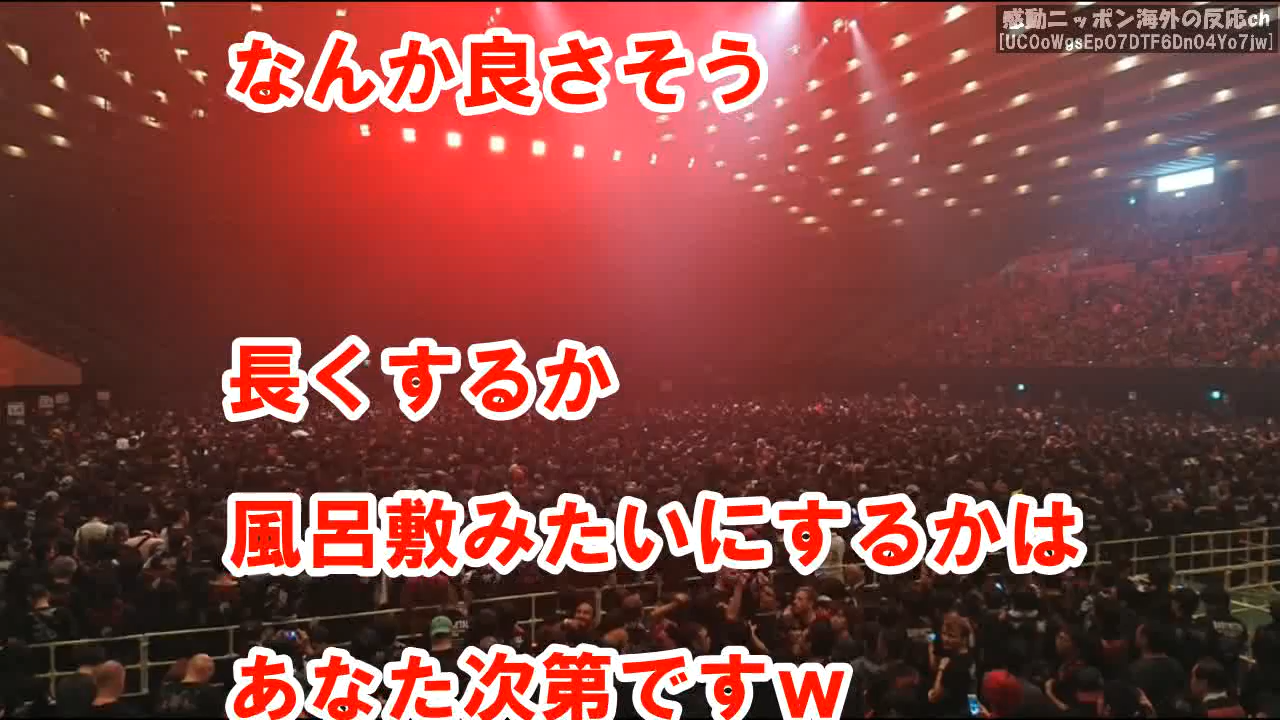 感動ニッポン海外の反応ch
[UCOoWgsEpO7DTF6DnO4Yo7jw]
なんか良さそう
長くするか
風呂敷みたいにするかは
あなた次第ですｗ